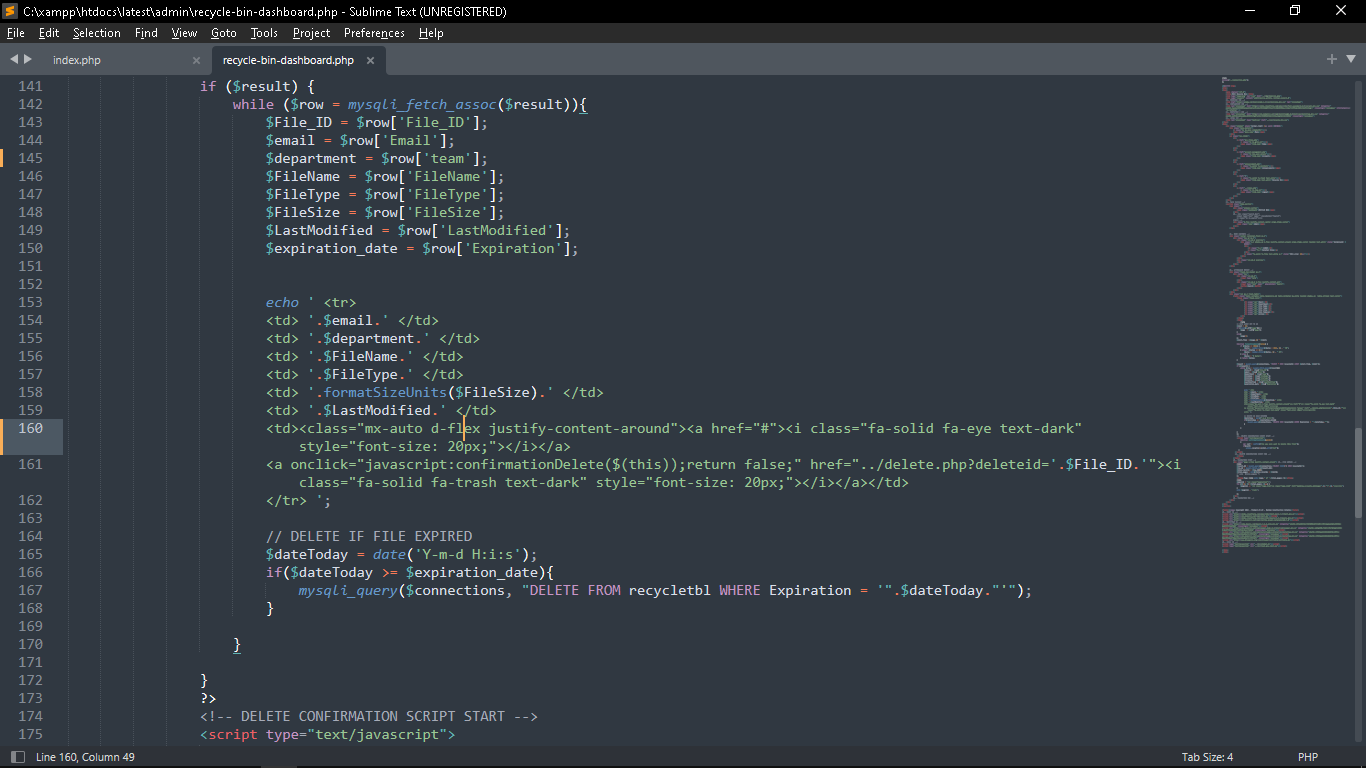 C:\xampp\htdocs\latest\admin\recycle-bin-dashboard.php - Sublime Text (UNREGISTERED)
File Edit Selection Find View Goto Tools Project Preferences Help
index.php × recycle-bin-dashboard.php ×
141 if ($result) {
142 while ($row = mysqli_fetch_assoc($result)){
143 $File_ID = $row['File_ID'];
144 $email = $row['Email'];
145 $department = $row['team'];
146 $FileName = $row['FileName'];
147 $FileType = $row['FileType'];
148 $FileSize = $row['FileSize'];
149 $LastModified = $row['LastModified'];
150 $expiration_date = $row['Expiration'];
151
152
153 echo ' <tr>
154 <td> '.$email.' </td>
155 <td> '.$department.' </td>
156 <td> '.$FileName.' </td>
157 <td> '.$FileType.' </td>
158 <td> '.formatSizeUnits($FileSize).' </td>
159 <td> '.$LastModified.' </td>
160 <td><class="mx-auto d-flex justify-content-around"><a href="#"><i class="fa-solid fa-eye text-dark"
style="font-size: 20px;"></i></a>
161 <a onclick="javascript:confirmationDelete($(this));return false;" href="../delete.php?deleteid='.$File_ID.'"><i
class="fa-solid fa-trash text-dark" style="font-size: 20px;"></i></a></td>
162 </tr> ';
163
164 // DELETE IF FILE EXPIRED
165 $dateToday = date('Y-m-d H:i:s');
166 if($dateToday >= $expiration_date){
167 mysqli_query($connections, "DELETE FROM recycletbl WHERE Expiration = '".$dateToday."'");
168 }
169
170 }
171
172 }
173 ?>
174 <!-- DELETE CONFIRMATION SCRIPT START -->
175 <script type="text/javascript">
Line 160, Column 49 Tab Size: 4 PHP